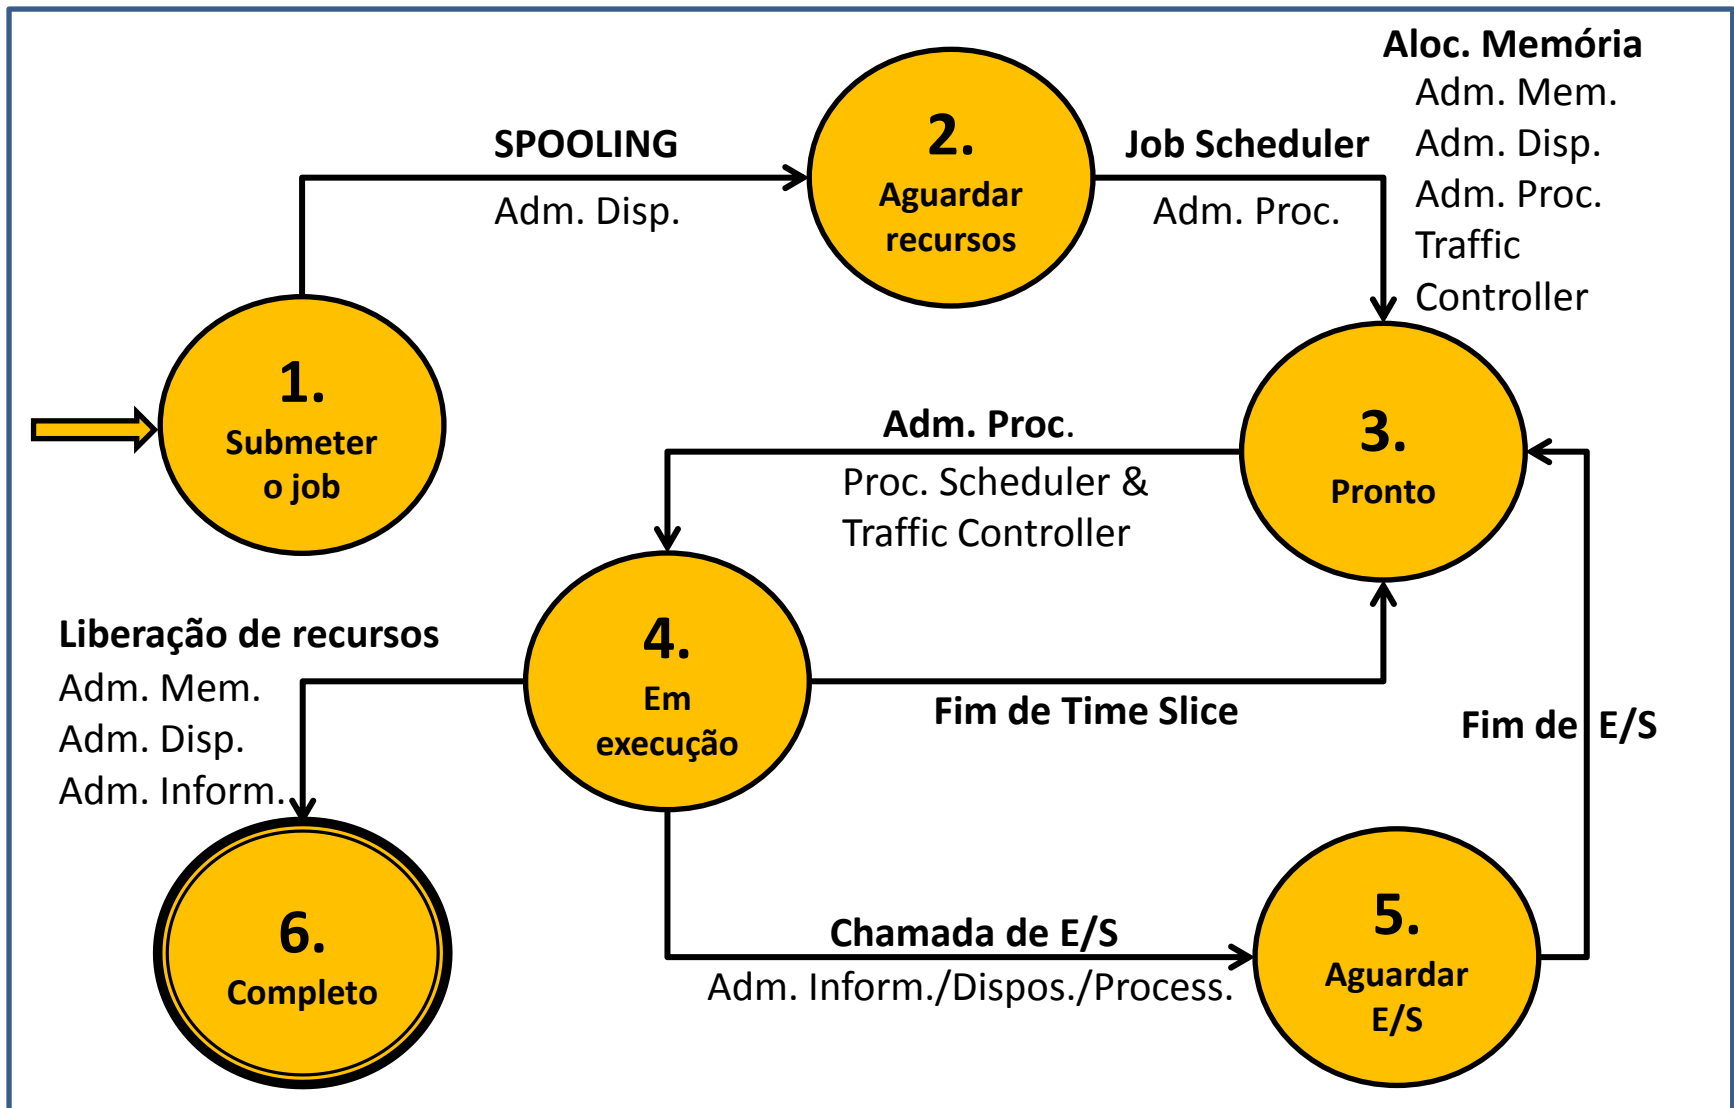 Aloc. Memória
Adm. Mem.
Adm. Disp.
Adm. Proc.
Traffic
Controller
SPOOLING
Adm. Disp.
2.
Aguardar
recursos
Job Scheduler
Adm. Proc.
1.
Submeter
o job
Adm. Proc.
Proc. Scheduler &
Traffic Controller
3.
Pronto
Liberação de recursos
Adm. Mem.
Adm. Disp.
Adm. Inform.
4.
Em
execução
Fim de Time Slice
Fim de E/S
6.
Completo
Chamada de E/S
Adm. Inform./Dispos./Process.
5.
Aguardar
E/S